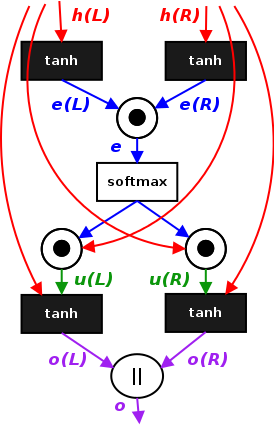 h(L) h(R)
tanh tanh
e(L) e(R)
e
softmax
u(L) u(R)
tanh tanh
o(L) o(R)
||
o